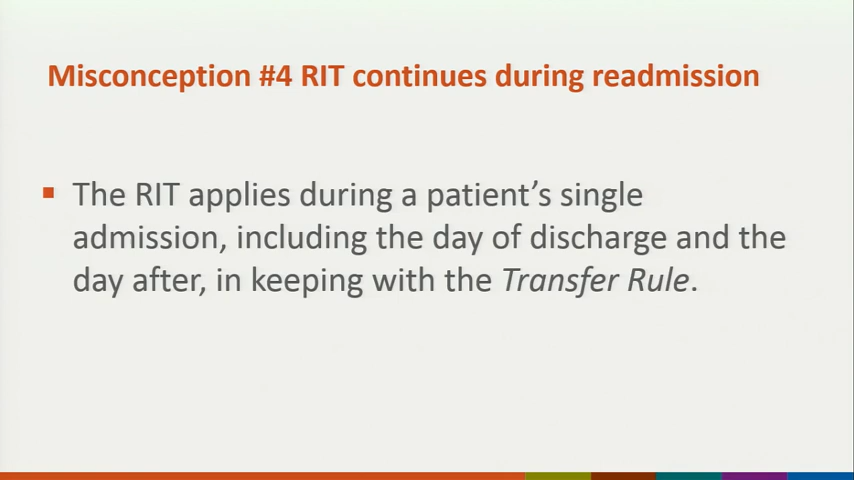 Misconception #4 RIT continues during readmission
The RIT applies during a patient's single
admission, including the day of discharge and the
day after, in keeping with the Transfer Rule.